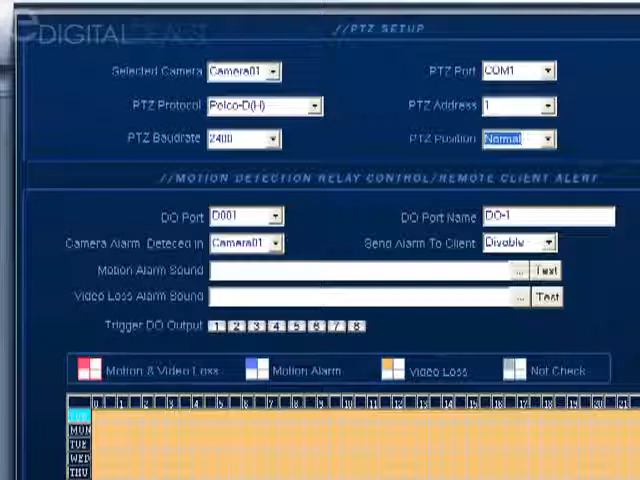 eDIGITALDEALS
//PTZ SETUP
Selected Camera Camera01 PTZ Port COM1
PTZ Protocol Pelco-D(H) PTZ Address 1
PTZ Baudrate 2400 PTZ Position Normal
//MOTION DETECTION RELAY CONTROL/REMOTE CLIENT ALERT
DO Port D001 DO Port Name DO-1
Camera Alarm Deteced in Camera01 Send Alarm To Client Disable
Motion Alarm Sound ... Test
Video Loss Alarm Sound ... Test
Trigger DO Output 1 2 3 4 5 6 7 8
Motion & Video Loss Motion Alarm Video Loss Not Check
0 1 2 3 4 5 6 7 8 9 10 11 12 13 14 15 16 17 18 19 20 21
MON
TUE
WED
THU